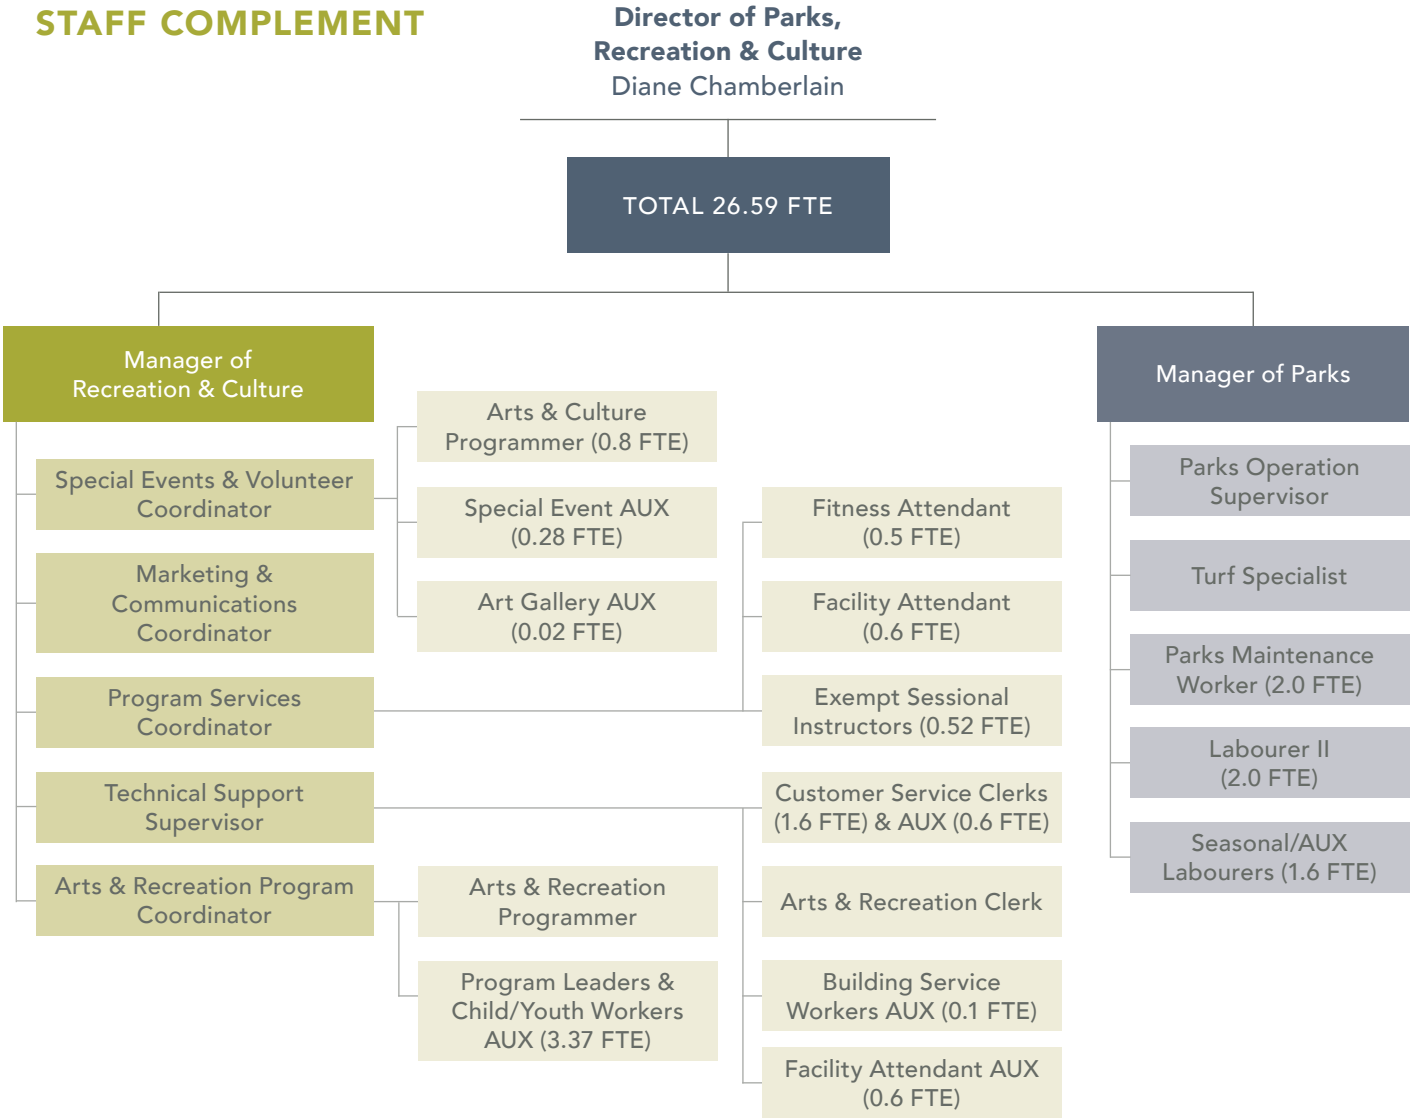 STAFF COMPLEMENT
Director of Parks,
Recreation & Culture
Diane Chamberlain
TOTAL 26.59 FTE
Manager of
Recreation & Culture
Special Events & Volunteer
Coordinator
Marketing &
Communications
Coordinator
Program Services
Coordinator
Technical Support
Supervisor
Arts & Recreation Program
Coordinator
Arts & Culture
Programmer (0.8 FTE)
Special Event AUX
(0.28 FTE)
Art Gallery AUX
(0.02 FTE)
Arts & Recreation
Programmer
Program Leaders &
Child/Youth Workers
AUX (3.37 FTE)
Fitness Attendant
(0.5 FTE)
Facility Attendant
(0.6 FTE)
Exempt Sessional
Instructors (0.52 FTE)
Customer Service Clerks
(1.6 FTE) & AUX (0.6 FTE)
Arts & Recreation Clerk
Building Service
Workers AUX (0.1 FTE)
Facility Attendant AUX
(0.6 FTE)
Manager of Parks
Parks Operation
Supervisor
Turf Specialist
Parks Maintenance
Worker (2.0 FTE)
Labourer II
(2.0 FTE)
Seasonal/AUX
Labourers (1.6 FTE)